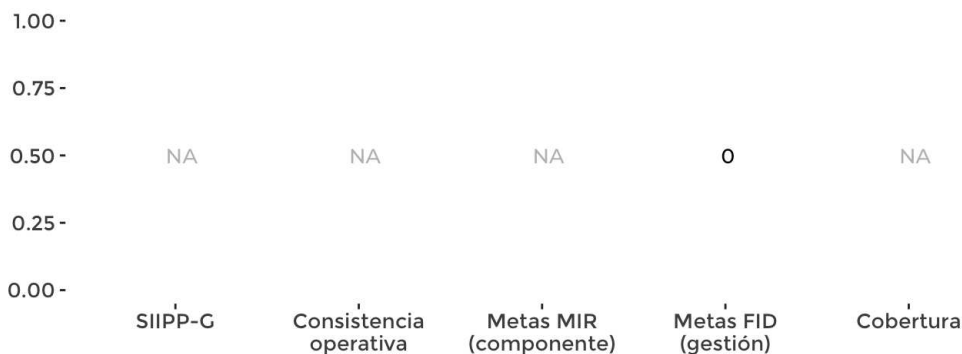 1.00
0.75
0.50
NA NA NA 0 NA
0.25
0.00
SIIPP-G
Consistencia
operativa
Metas MIR
(componente)
Metas FID
(gestión)
Cobertura